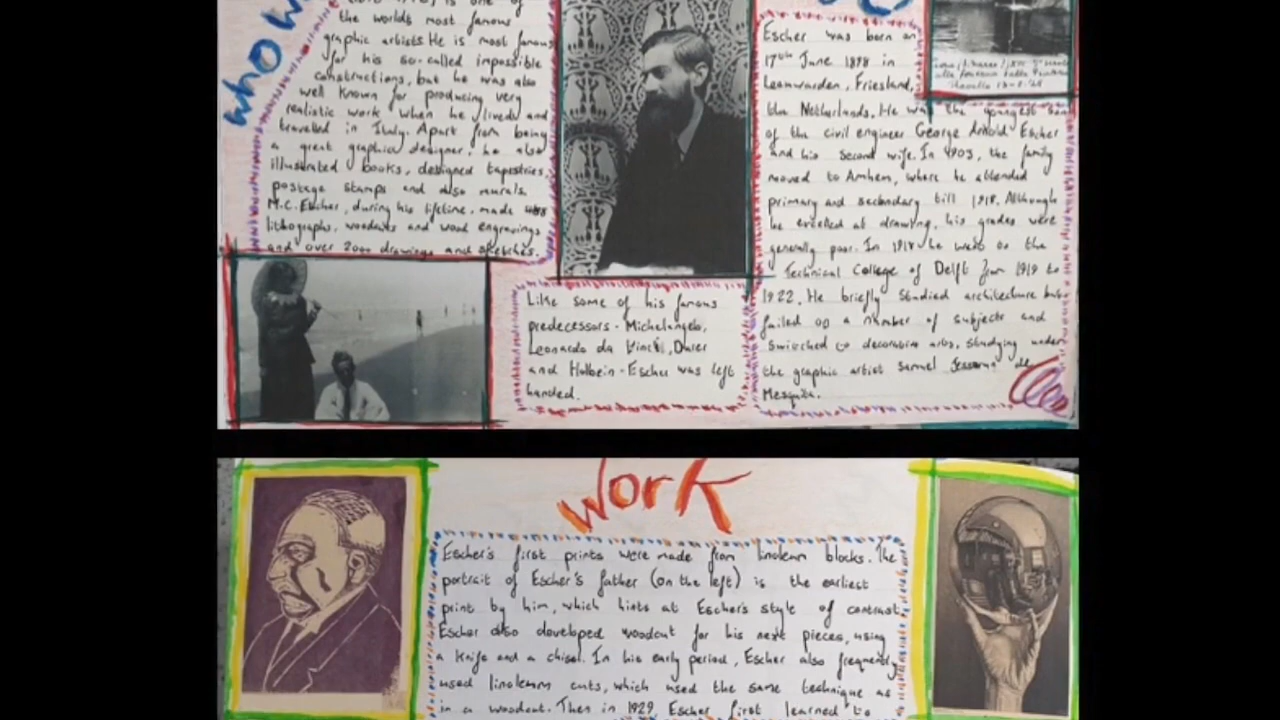 who w
is one of
the worlds most famous
graphic artists. He is most famous
for his so-called impossible
constructions, but he was also
well known for producing very
realistic work when he lived and
travelled in Italy. Apart from being
a great graphic designer, he also
illustrated books, designed tapestries,
postage stamps and also murals.
M.C. Escher, during his lifetime, made 448
lithographs, woodcuts and wood engravings
and over 2000 drawings and sketches.
Like some of his famous
predecessors - Michelangelo,
Leonardo da Vinci, Durer
and Holbein - Escher was left
handed.
Escher was born on
17th June 1898 in
Leeuwarden, Friesland,
the Netherlands. He was the youngest son
of the civil engineer George Arnold Escher
and his second wife. In 1903, the family
moved to Arnhem, where he attended
primary and secondary till 1918. Although
he excelled at drawing, his grades were
generally poor. In 1918 he went to the
Technical College of Delft from 1919 to
1922. He briefly studied architecture but
failed on a number of subjects and
switched to decorative arts, studying under
the graphic artist Samuel Jessurun de
Mesquita.
Work
Escher's first prints were made from linoleum blocks. The
portrait of Escher's father (on the left) is the earliest
print by him, which hints at Escher's style of contrast
Escher also developed woodcut for his next pieces, using
a knife and a chisel. In his early period, Escher also frequently
used linoleum cuts, which used the same technique as
in a woodcut. Then in 1929, Escher first learned to